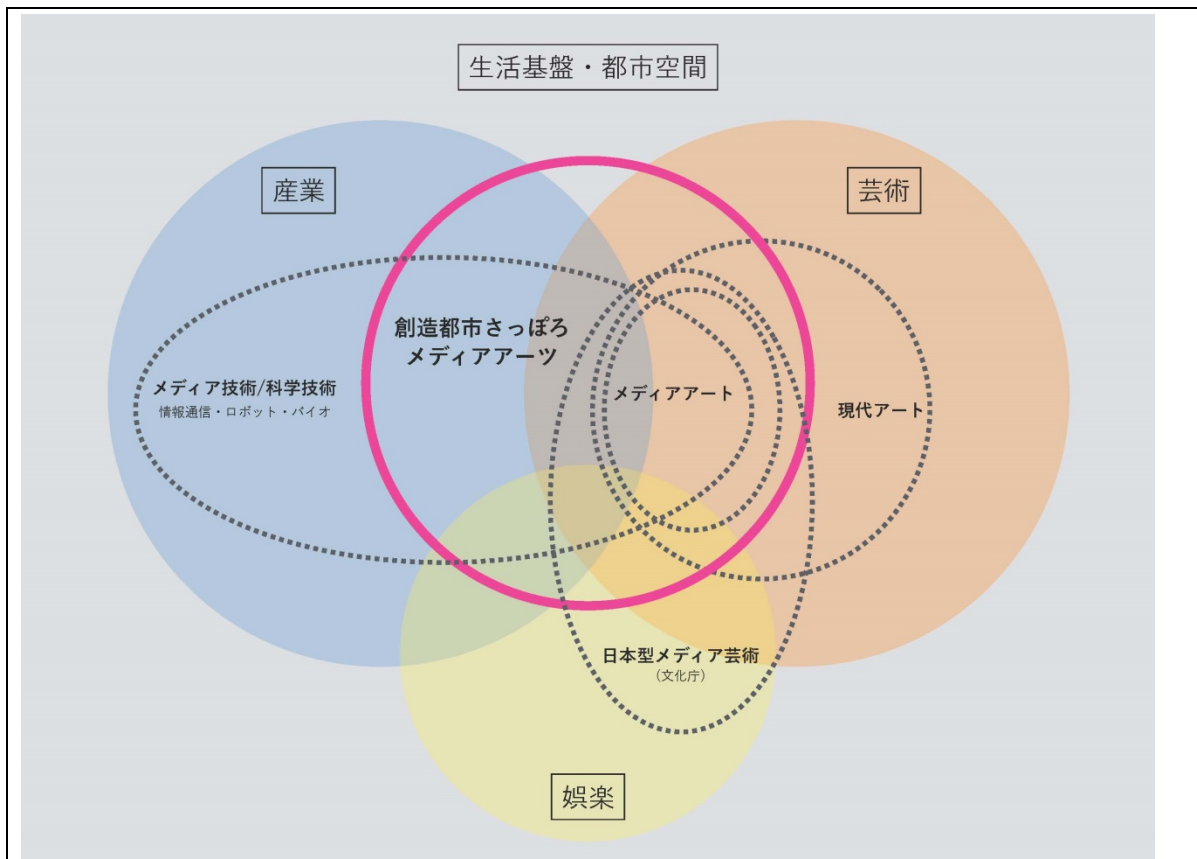 生活基盤・都市空間
産業
芸術
創造都市さっぽろ
メディアアーツ
メディア技術/科学技術
情報通信・ロボット・バイオ
メディアアート
現代アート
日本型メディア芸術
(文化庁)
娯楽